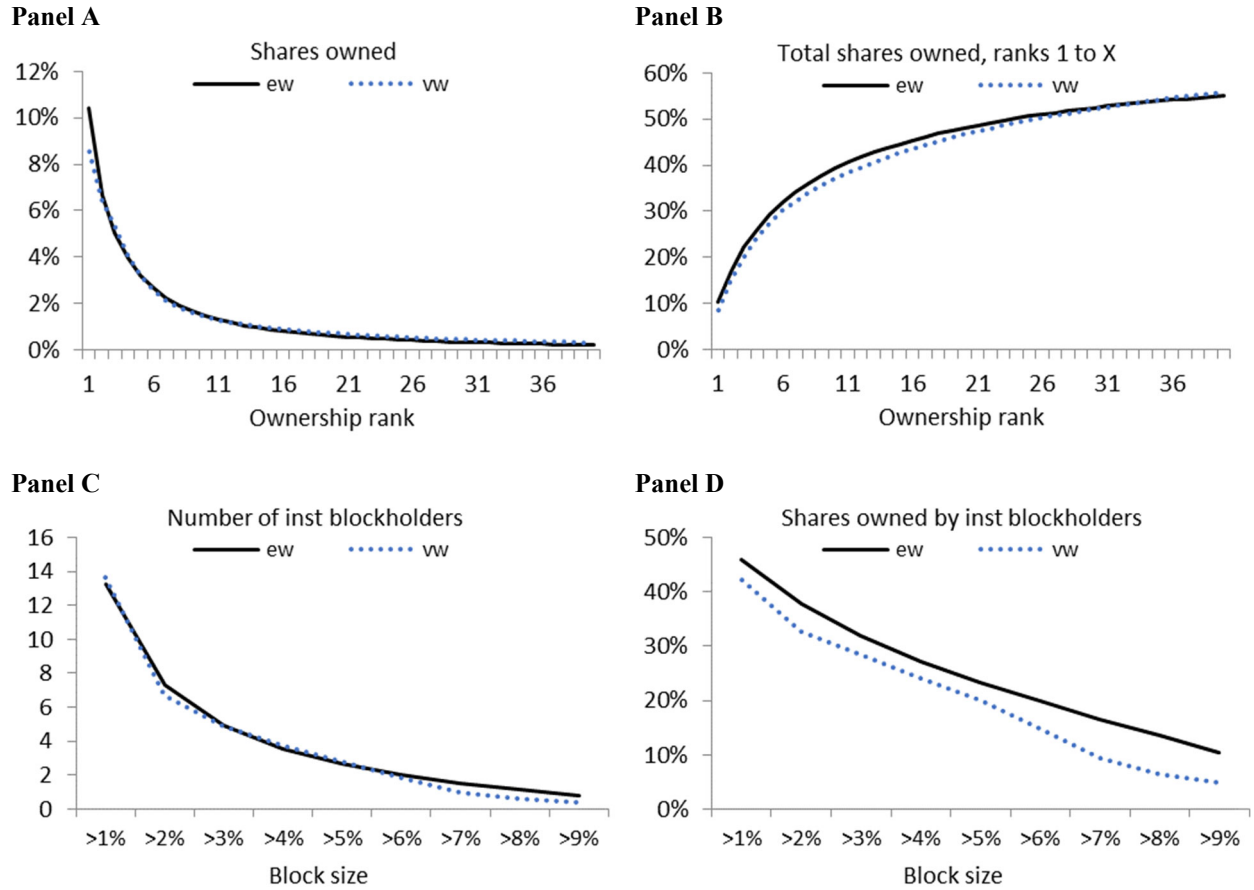 Panel A
Shares owned
ew vw
12%
10%
8%
6%
4%
2%
0%
1 6 11 16 21 26 31 36
Ownership rank
Panel B
Total shares owned, ranks 1 to X
ew vw
60%
50%
40%
30%
20%
10%
0%
1 6 11 16 21 26 31 36
Ownership rank
Panel C
Number of inst blockholders
ew vw
16
14
12
10
8
6
4
2
0
>1% >2% >3% >4% >5% >6% >7% >8% >9%
Block size
Panel D
Shares owned by inst blockholders
ew vw
50%
40%
30%
20%
10%
0%
>1% >2% >3% >4% >5% >6% >7% >8% >9%
Block size